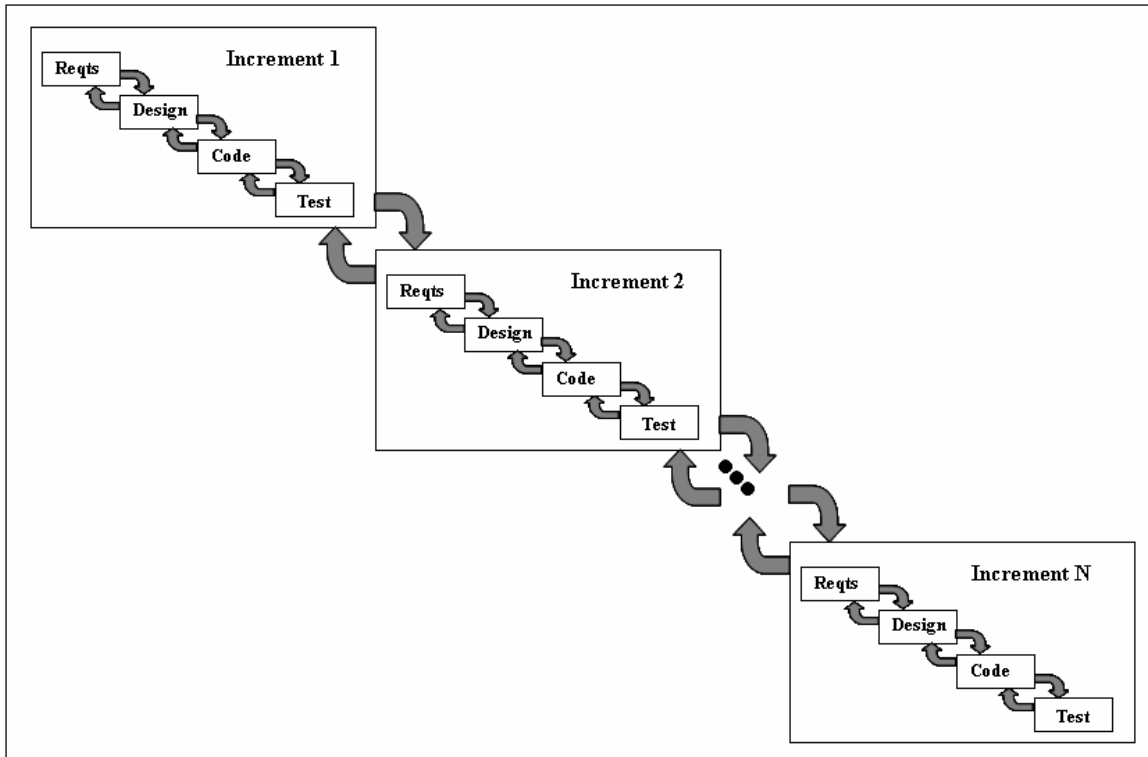 Increment 1
Reqts
Design
Code
Test
Increment 2
Reqts
Design
Code
Test
Increment N
Reqts
Design
Code
Test